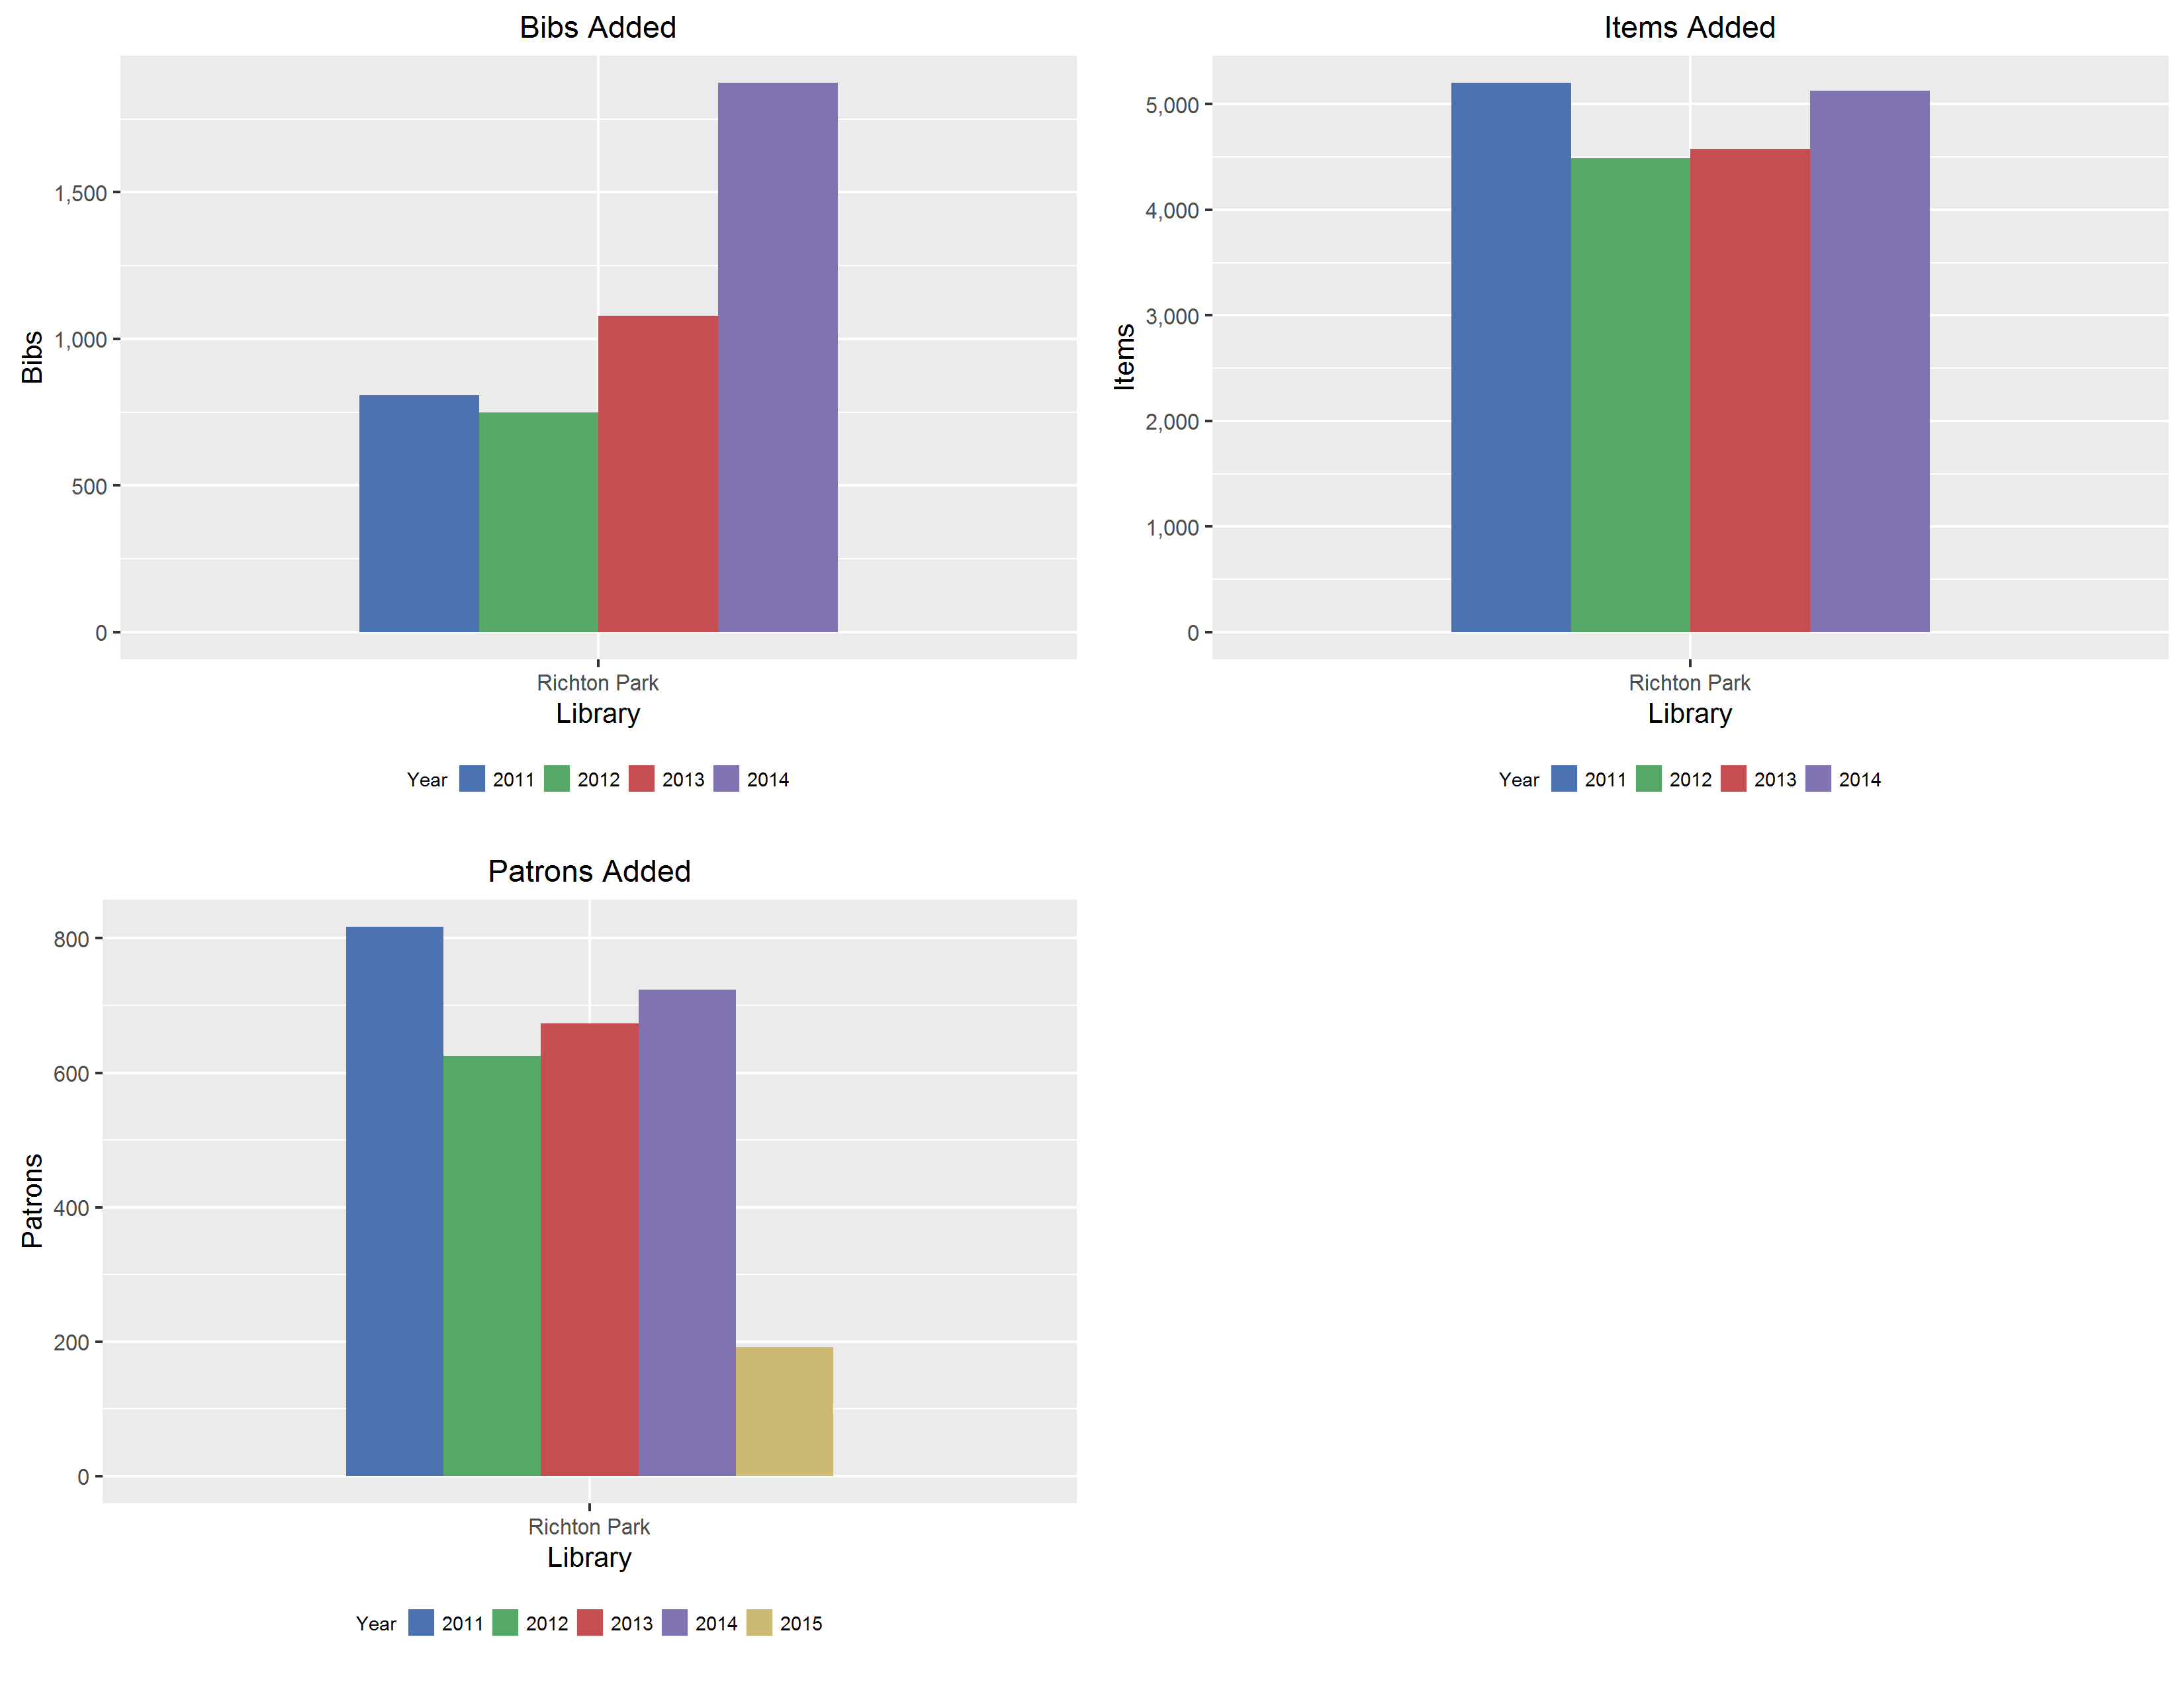 Bibs Added
Bibs
1,500
1,000
500
0
Richton Park
Library
Year 2011 2012 2013 2014
Items Added
Items
5,000
4,000
3,000
2,000
1,000
0
Richton Park
Library
Year 2011 2012 2013 2014
Patrons Added
Patrons
800
600
400
200
0
Richton Park
Library
Year 2011 2012 2013 2014 2015